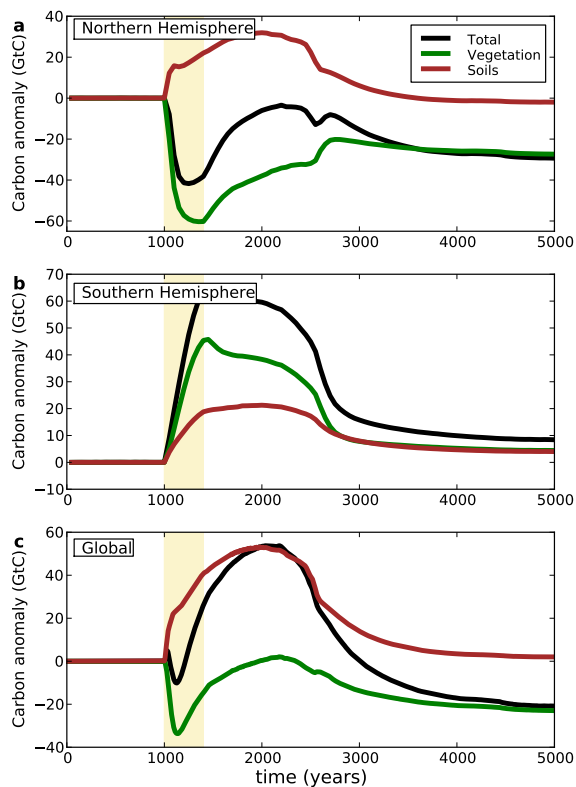 a
Northern Hemisphere
Total
Vegetation
Soils
Carbon anomaly (GtC)
40
20
0
−20
−40
−60
0 1000 2000 3000 4000 5000
b
Southern Hemisphere
Carbon anomaly (GtC)
70
60
50
40
30
20
10
0
−10
0 1000 2000 3000 4000 5000
c
Global
Carbon anomaly (GtC)
60
40
20
0
−20
−40
0 1000 2000 3000 4000 5000
time (years)